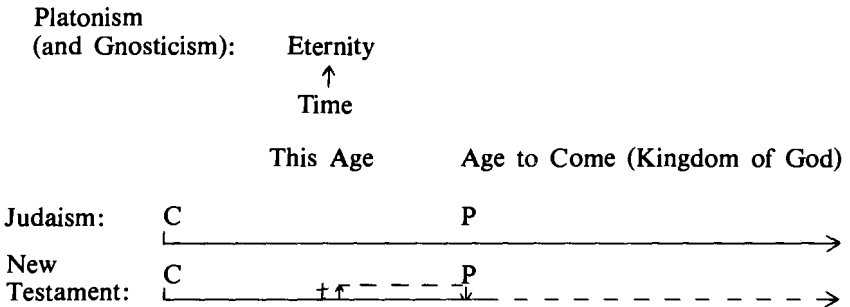 Platonism
(and Gnosticism): Eternity
↑
Time
This Age Age to Come (Kingdom of God)
Judaism: C P
New
Testament: C P